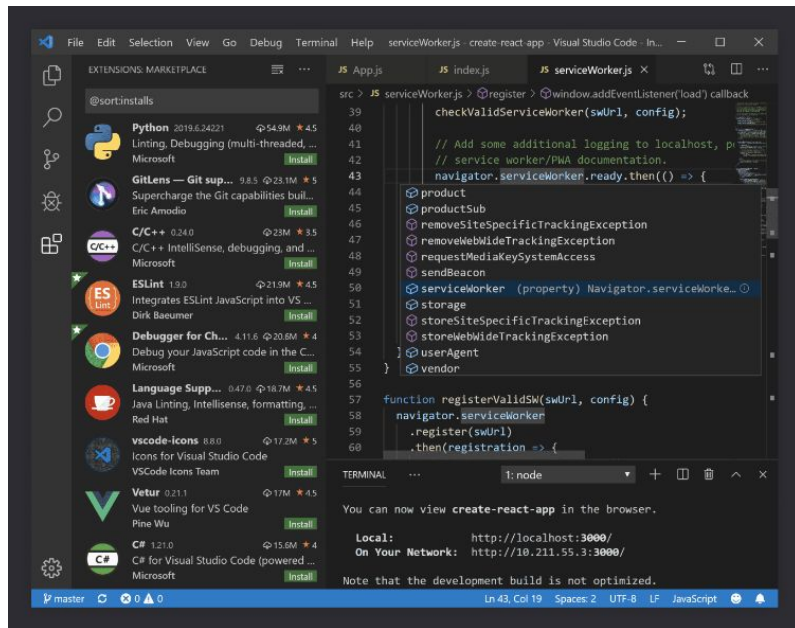 File Edit Selection View Go Debug Terminal Help serviceWorker.js - create-react-app - Visual Studio Code - In...
EXTENSIONS: MARKETPLACE
@sort:installs
Python 2019.6.24221 54.9M ★ 4.5
Linting, Debugging (multi-threaded, ...
Microsoft Install
GitLens — Git sup... 9.8.5 23.1M ★ 5
Supercharge the Git capabilities buil...
Eric Amodio Install
C/C++
C/C++ 0.24.0 23M ★ 3.5
C/C++ IntelliSense, debugging, and ...
Microsoft Install
ES
Lint
ESLint 1.9.0 21.9M ★ 4.5
Integrates ESLint JavaScript into VS ...
Dirk Baeumer Install
Debugger for Ch... 4.11.6 20.6M ★ 4
Debug your JavaScript code in the C...
Microsoft Install
Language Supp... 0.47.0 18.7M ★ 4.5
Java Linting, Intellisense, formatting, ...
Red Hat Install
vscode-icons 8.8.0 17.2M ★ 5
Icons for Visual Studio Code
VSCode Icons Team Install
Vetur 0.21.1 17M ★ 4.5
Vue tooling for VS Code
Pine Wu Install
C#
C# 1.21.0 15.6M ★ 4
C# for Visual Studio Code (powered ...
Microsoft Install
JS App.js JS index.js JS serviceWorker.js ×
src > JS serviceWorker.js > register > window.addEventListener('load') callback
39 checkValidServiceWorker(swUrl, config);
40
41 // Add some additional logging to localhost, p
42 // service worker/PWA documentation.
43 navigator.serviceWorker.ready.then(() => {
44 product
45 productSub
46 removeSiteSpecificTrackingException
47 removeWebWideTrackingException
48 requestMediaKeySystemAccess
49 sendBeacon
50 serviceWorker (property) Navigator.serviceWorke...
51 storage
52 storeSiteSpecificTrackingException
53 storeWebWideTrackingException
54 } userAgent
55 } vendor
56
57 function registerValidSW(swUrl, config) {
58 navigator.serviceWorker
59 .register(swUrl)
60 .then(registration => {
TERMINAL ... 1: node
You can now view create-react-app in the browser.
Local: http://localhost:3000/
On Your Network: http://10.211.55.3:3000/
Note that the development build is not optimized.
master 0 0 Ln 43, Col 19 Spaces: 2 UTF-8 LF JavaScript